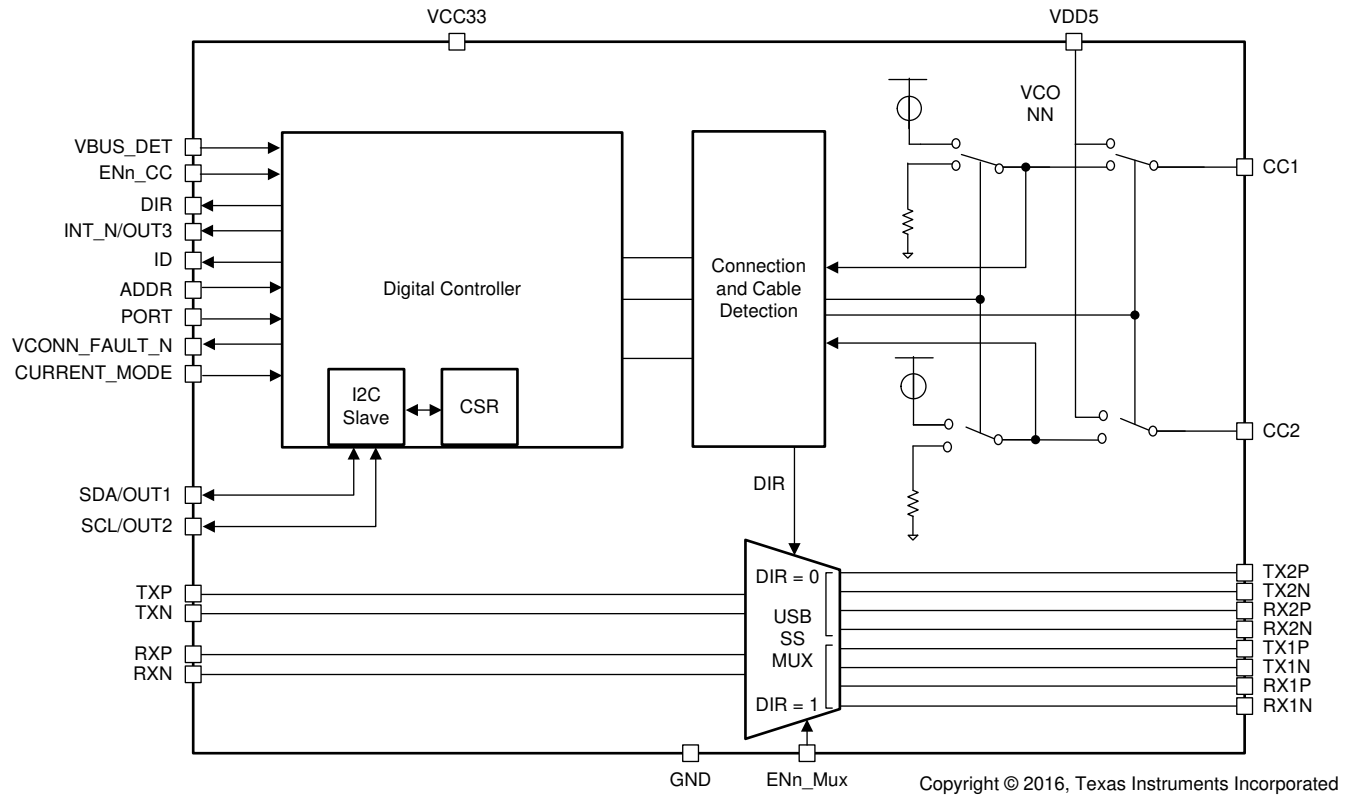 VCC33
VDD5
VCO
NN
VBUS_DET
ENn_CC
DIR
INT_N/OUT3
ID
ADDR
PORT
VCONN_FAULT_N
CURRENT_MODE
Digital Controller
I2C
Slave
CSR
Connection
and Cable
Detection
CC1
CC2
SDA/OUT1
SCL/OUT2
DIR
TXP
TXN
RXP
RXN
DIR = 0
USB
SS
MUX
DIR = 1
TX2P
TX2N
RX2P
RX2N
TX1P
TX1N
RX1P
RX1N
GND
ENn_Mux
Copyright © 2016, Texas Instruments Incorporated